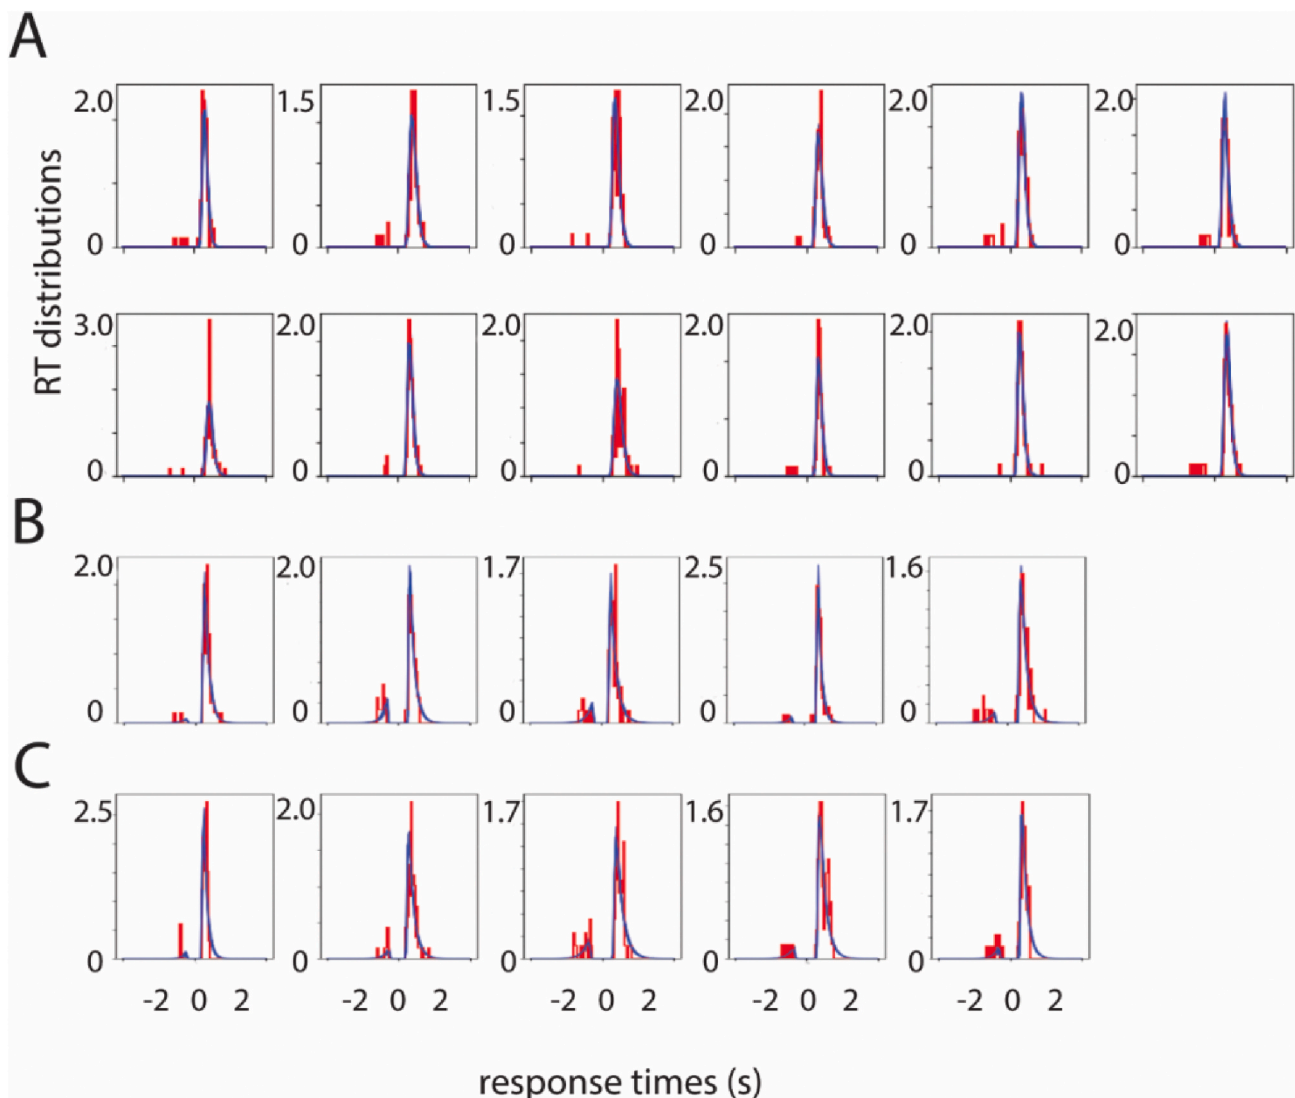 A
2.0 1.5 1.5 2.0 2.0 2.0
0 0 0 0 0 0
RT distributions
3.0 2.0 2.0 2.0 2.0 2.0
0 0 0 0 0 0
B
2.0 2.0 1.7 2.5 1.6
0 0 0 0 0
C
2.5 2.0 1.7 1.6 1.7
0 0 0 0 0
-2 0 2 -2 0 2 -2 0 2 -2 0 2 -2 0 2
response times (s)